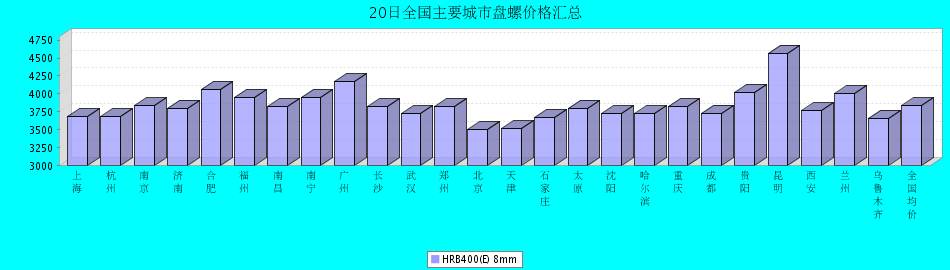 20日全国主要城市盘螺价格汇总
4750
4500
4250
4000
3750
3500
3250
3000
上海
杭州
南京
济南
合肥
福州
南昌
南宁
广州
长沙
武汉
郑州
北京
天津
石家庄
太原
沈阳
哈尔滨
重庆
成都
贵阳
昆明
西安
兰州
乌鲁木齐
全国均价
HRB400(E) 8mm